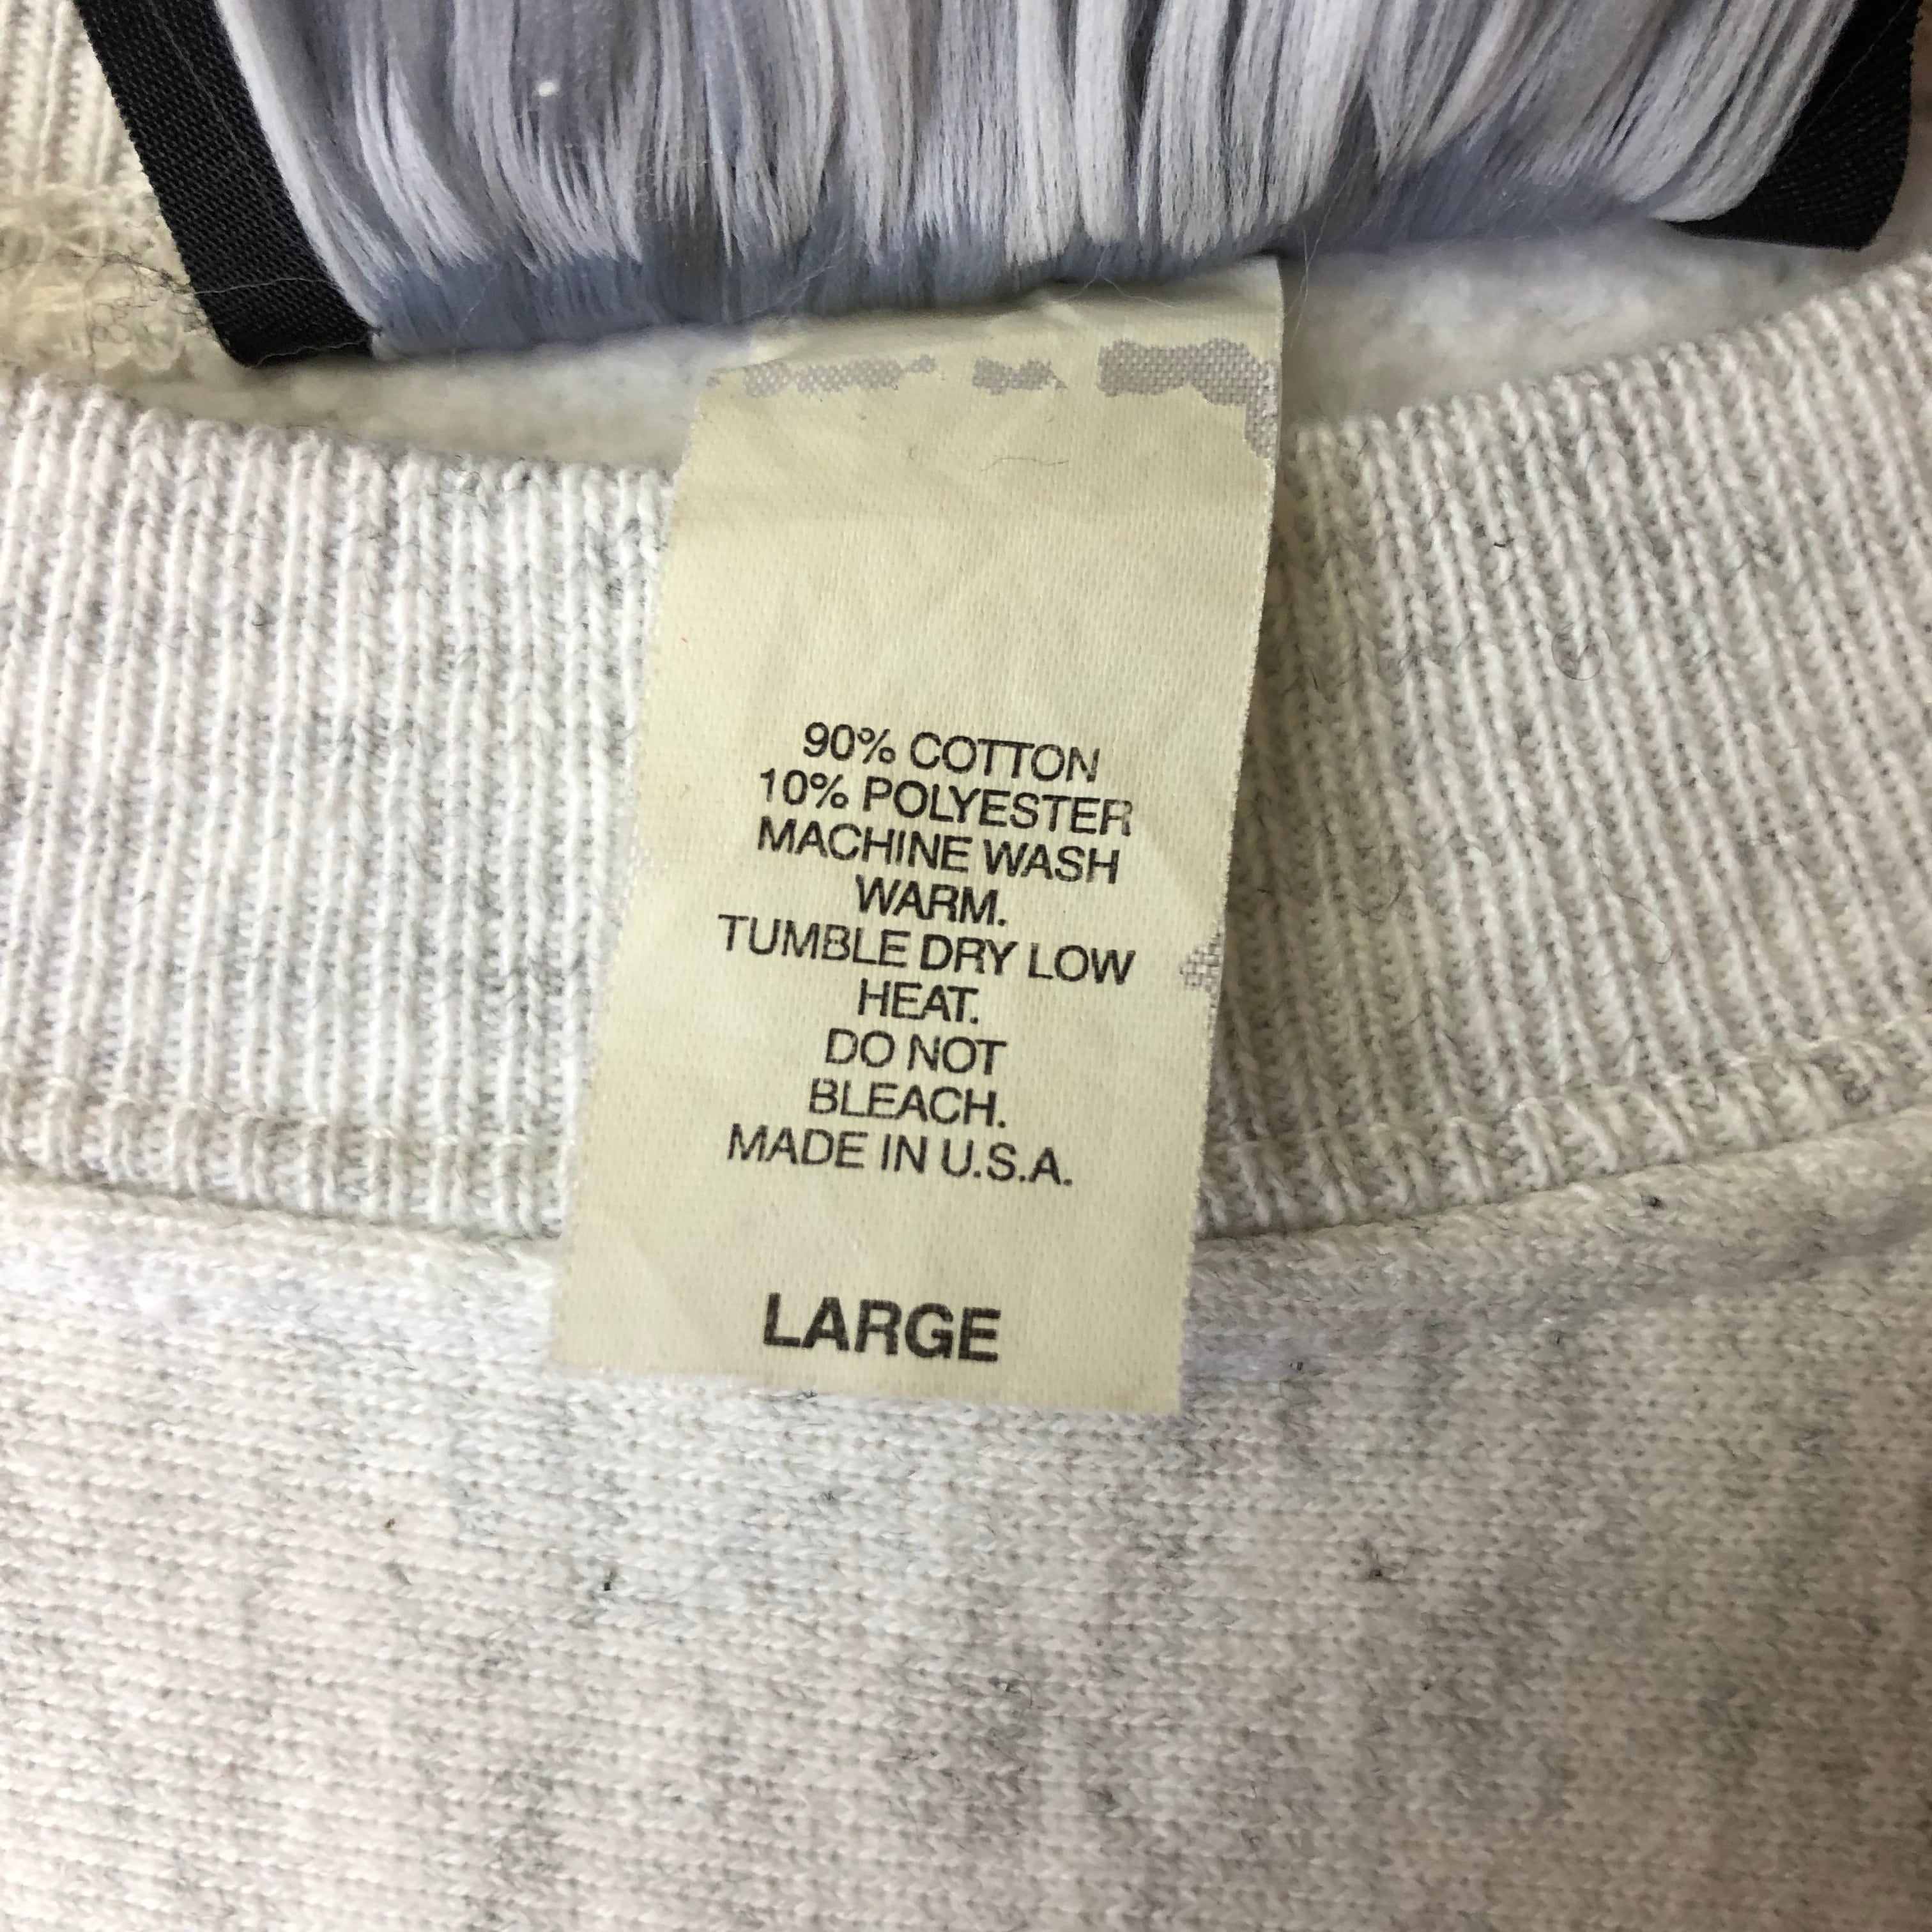 90% COTTON
10% POLYESTER
MACHINE WASH
WARM.
TUMBLE DRY LOW
HEAT.
DO NOT
BLEACH.
MADE IN U.S.A.
LARGE